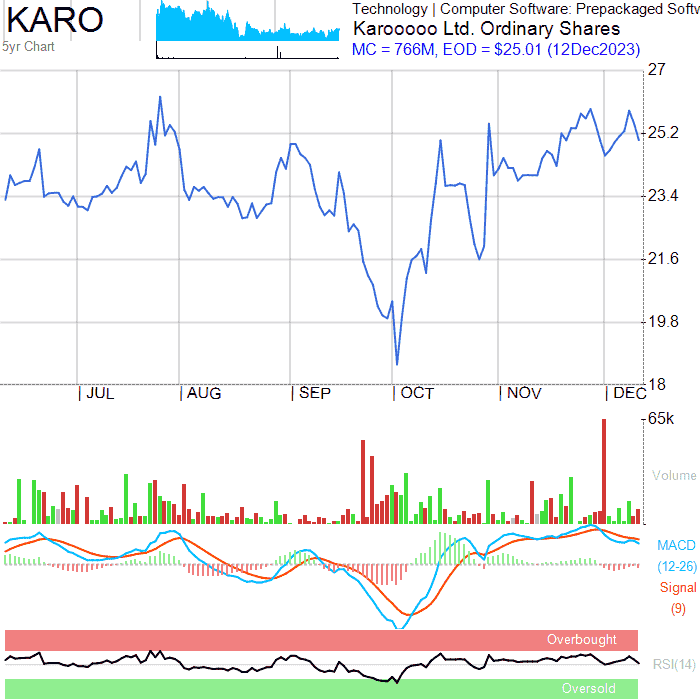 KARO
5yr Chart
Technology | Computer Software: Prepackaged Softw
Karooooo Ltd. Ordinary Shares
MC = 766M, EOD = $25.01 (12Dec2023)
27
25.2
23.4
21.6
19.8
18
JUL
AUG
SEP
OCT
NOV
DEC
65k
Volume
MACD
(12-26)
Signal
(9)
Overbought
RSI(14)
Oversold